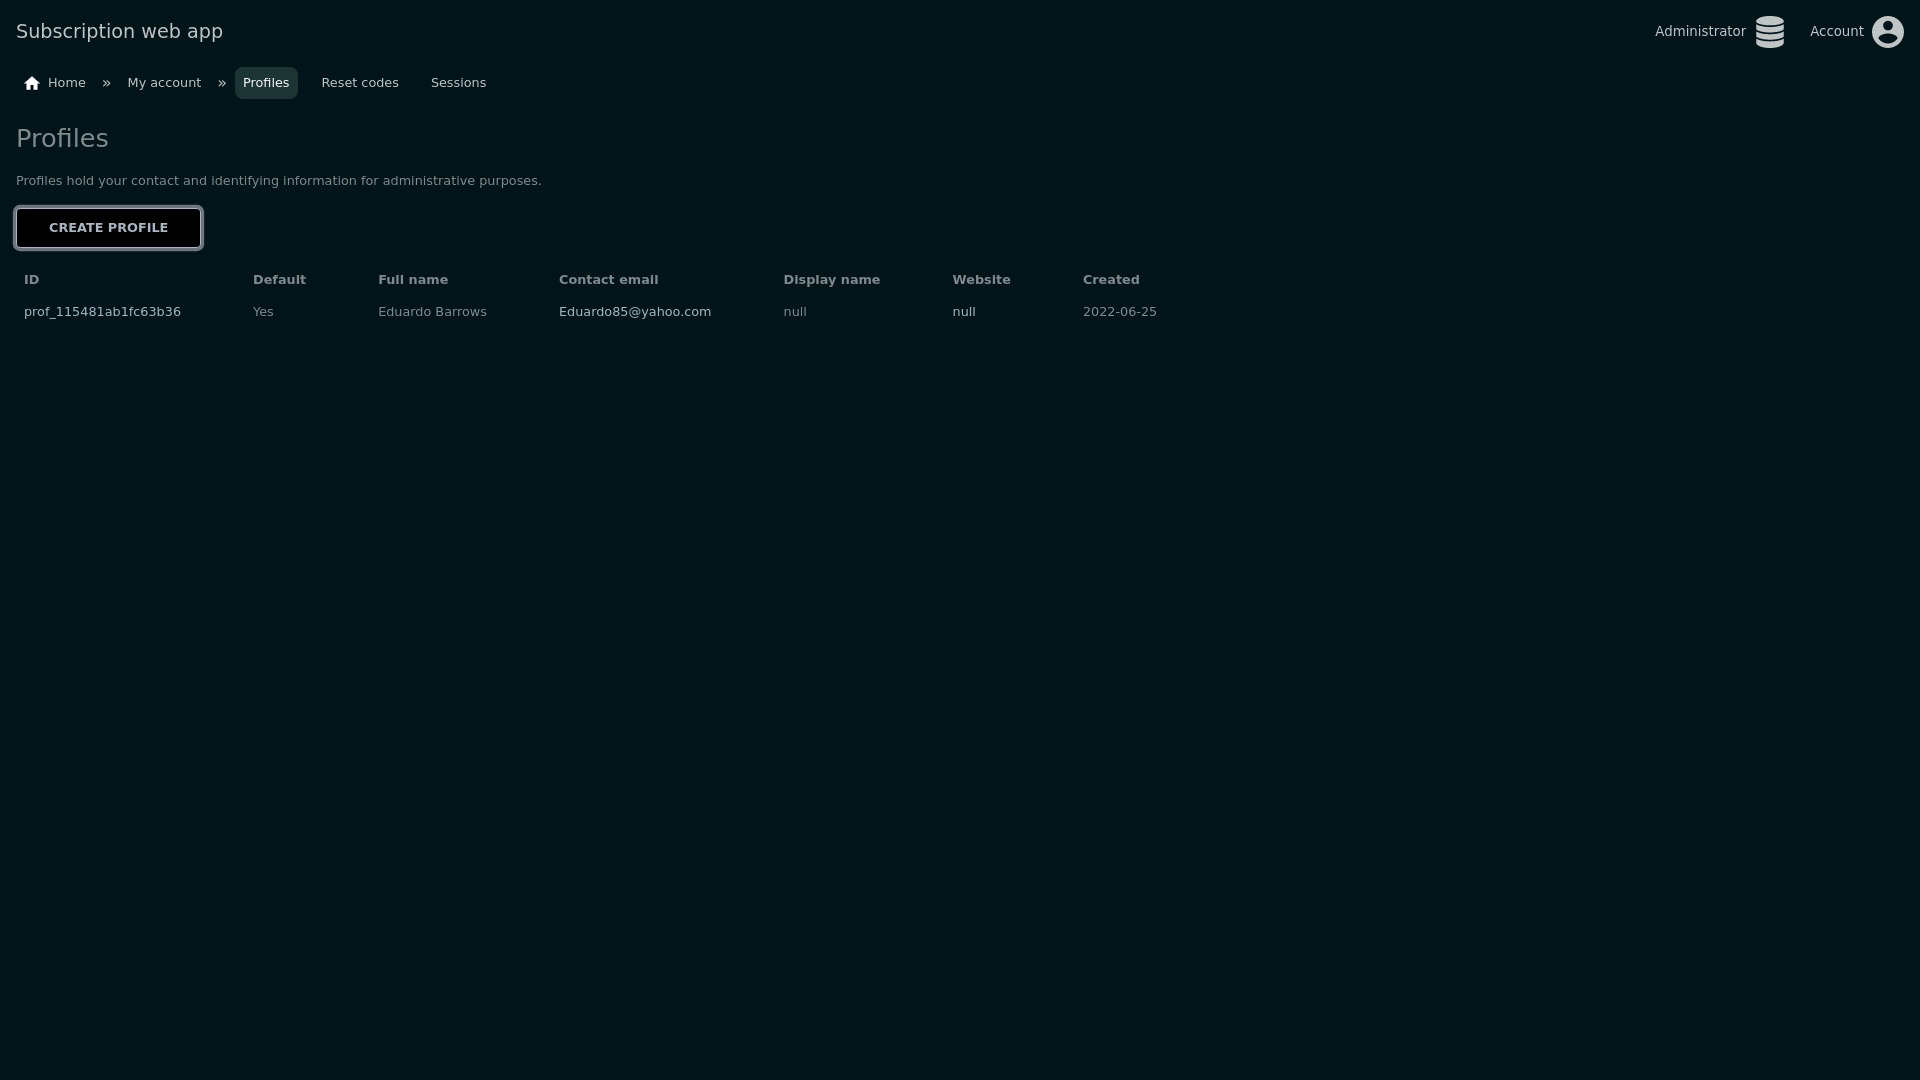 Subscription web app
Administrator
Account
Home » My account » Profiles Reset codes Sessions
Profiles
Profiles hold your contact and identifying information for administrative purposes.
CREATE PROFILE
ID Default Full name Contact email Display name Website Created
prof_115481ab1fc63b36 Yes Eduardo Barrows Eduardo85@yahoo.com null null 2022-06-25